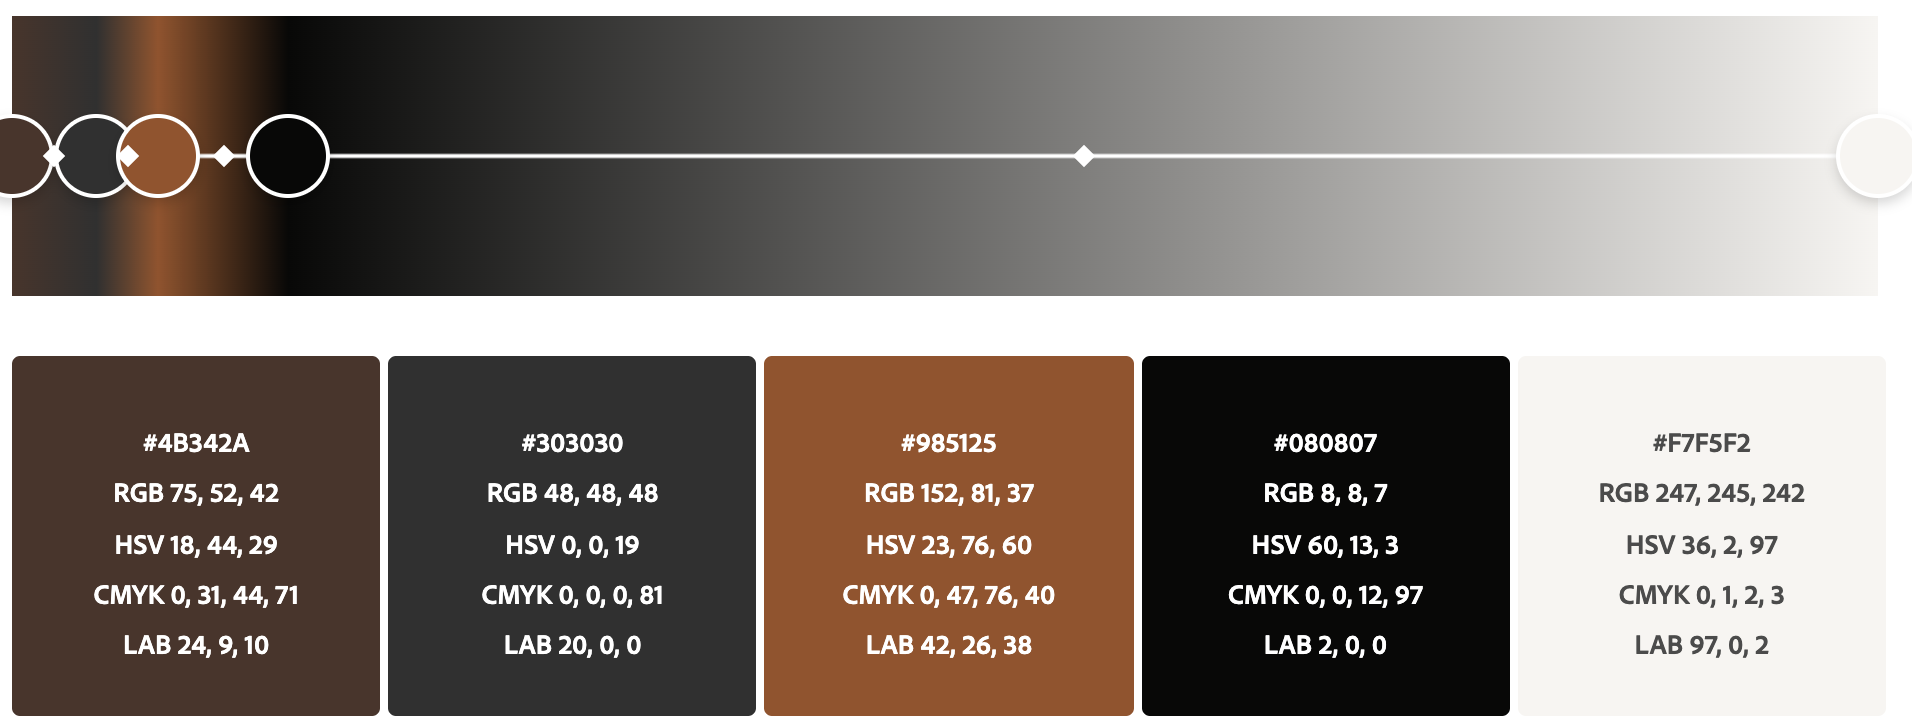 #4B342A
RGB 75, 52, 42
HSV 18, 44, 29
CMYK 0, 31, 44, 71
LAB 24, 9, 10
#303030
RGB 48, 48, 48
HSV 0, 0, 19
CMYK 0, 0, 0, 81
LAB 20, 0, 0
#985125
RGB 152, 81, 37
HSV 23, 76, 60
CMYK 0, 47, 76, 40
LAB 42, 26, 38
#080807
RGB 8, 8, 7
HSV 60, 13, 3
CMYK 0, 0, 12, 97
LAB 2, 0, 0
#F7F5F2
RGB 247, 245, 242
HSV 36, 2, 97
CMYK 0, 1, 2, 3
LAB 97, 0, 2